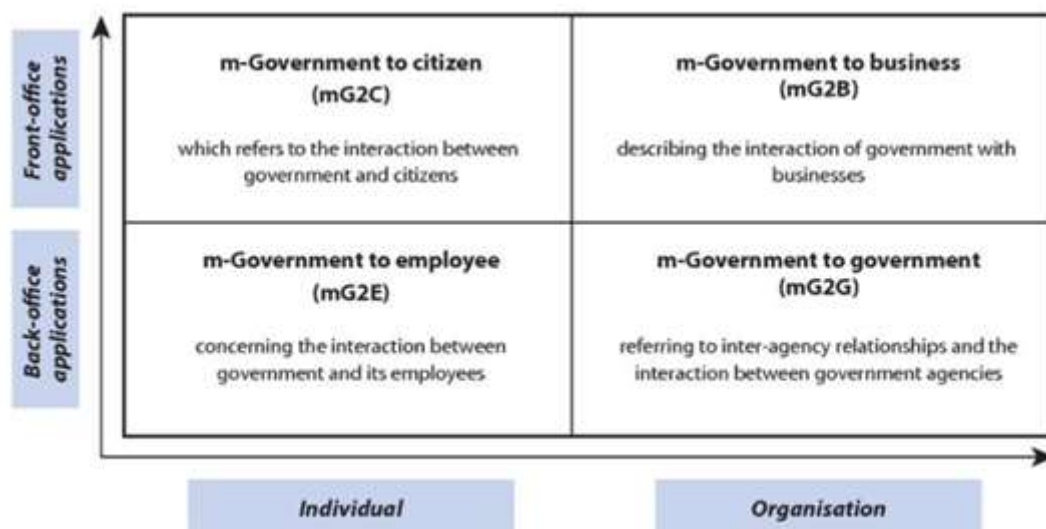 Front-office
applications
m-Government to citizen
(mG2C)
which refers to the interaction between
government and citizens
m-Government to business
(mG2B)
describing the interaction of government with
businesses
Back-office
applications
m-Government to employee
(mG2E)
concerning the interaction between
government and its employees
m-Government to government
(mG2G)
referring to inter-agency relationships and the
interaction between government agencies
Individual
Organisation